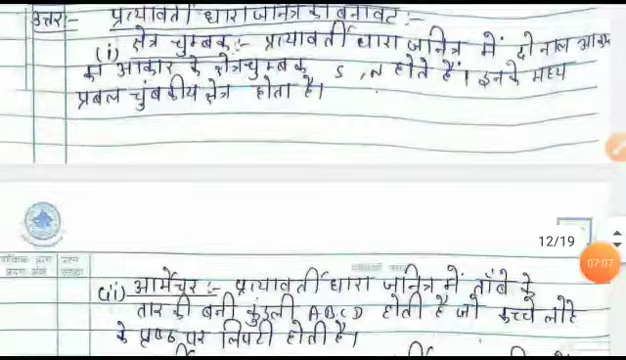 उत्तर:- प्रत्यावर्ती धारा जनित्र की बनावट:-
(i) क्षेत्र चुम्बक:- प्रत्यावर्ती धारा जनित्र में दो नाल
के आकार के क्षेत्रचुम्बक S, N होते हैं। इनके मध्य
प्रबल चुंबकीय क्षेत्र होता है।
12/19
07:07
(ii) आर्मेचर:- प्रत्यावर्ती धारा जनित्र में ताँबे के
तार की बनी कुंडली ABCD होती है जो कच्चे लोहे
के पृष्ठ पर लिपटी होती है।